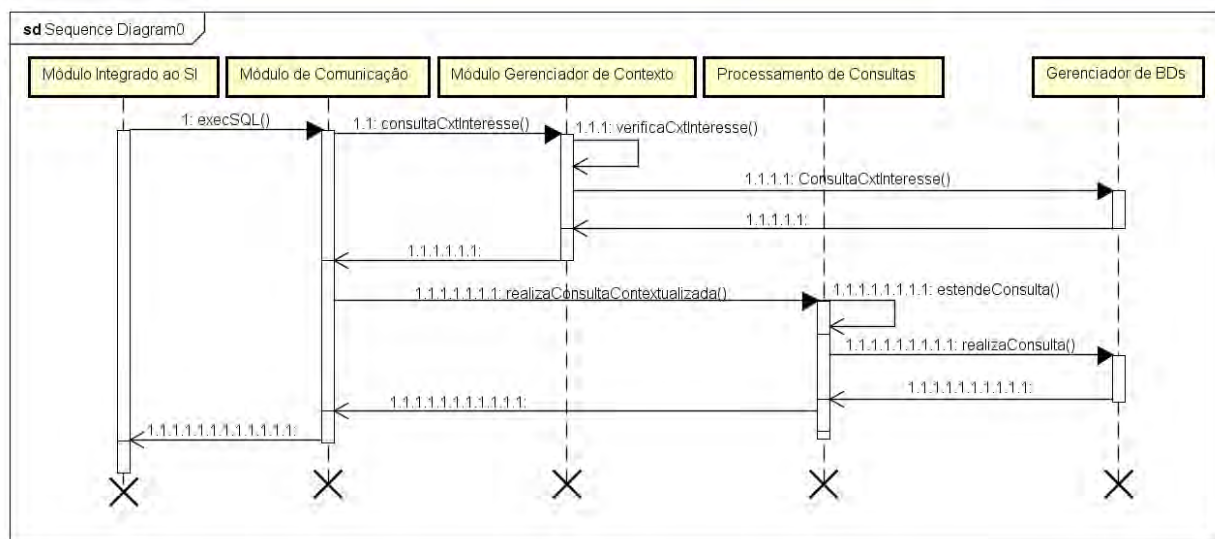 sd Sequence Diagram0
Módulo Integrado ao SI
Módulo de Comunicação
Módulo Gerenciador de Contexto
Processamento de Consultas
Gerenciador de BDs
1: execSQL()
1.1: consultaCxtInteresse()
1.1.1: verificaCxtInteresse()
1.1.1.1: ConsultaCxtInteresse()
1.1.1.1.1:
1.1.1.1.1.1:
1.1.1.1.1.1.1: realizaConsultaContextualizada()
1.1.1.1.1.1.1.1: estendeConsulta()
1.1.1.1.1.1.1.1.1: realizaConsulta()
1.1.1.1.1.1.1.1.1.1:
1.1.1.1.1.1.1.1.1.1.1:
1.1.1.1.1.1.1.1.1.1.1.1: